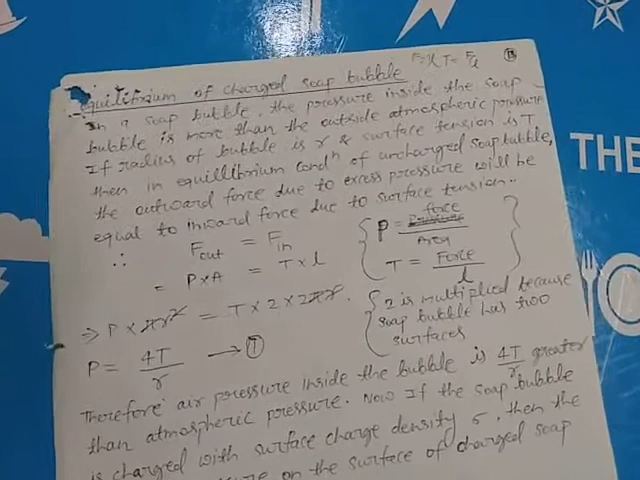 F=x T= F/l
13
Equilibrium of charged soap bubble
In a soap bubble, the pressure inside the soap
bubble is more than the outside atmospheric pressure
If radius of bubble is r & surface tension is T
then in equillibrium condn of uncharged soap bubble,
the outward force due to excess pressure will be
equal to inward force due to surface tension..
∴ Fout = Fin
= P×A = T×l
{ P = force / Area
T = Force / l }
⇒ P × πr² = T × 2 × 2πr.
{ 2 is multiplied because
soap bubble has two
surfaces
P = 4T/r → ①
Therefore air pressure inside the bubble is 4T/r greater
than atmospheric pressure. Now If the soap bubble
is charged with surface charge density σ, then the
on the surface of charged soap
THE